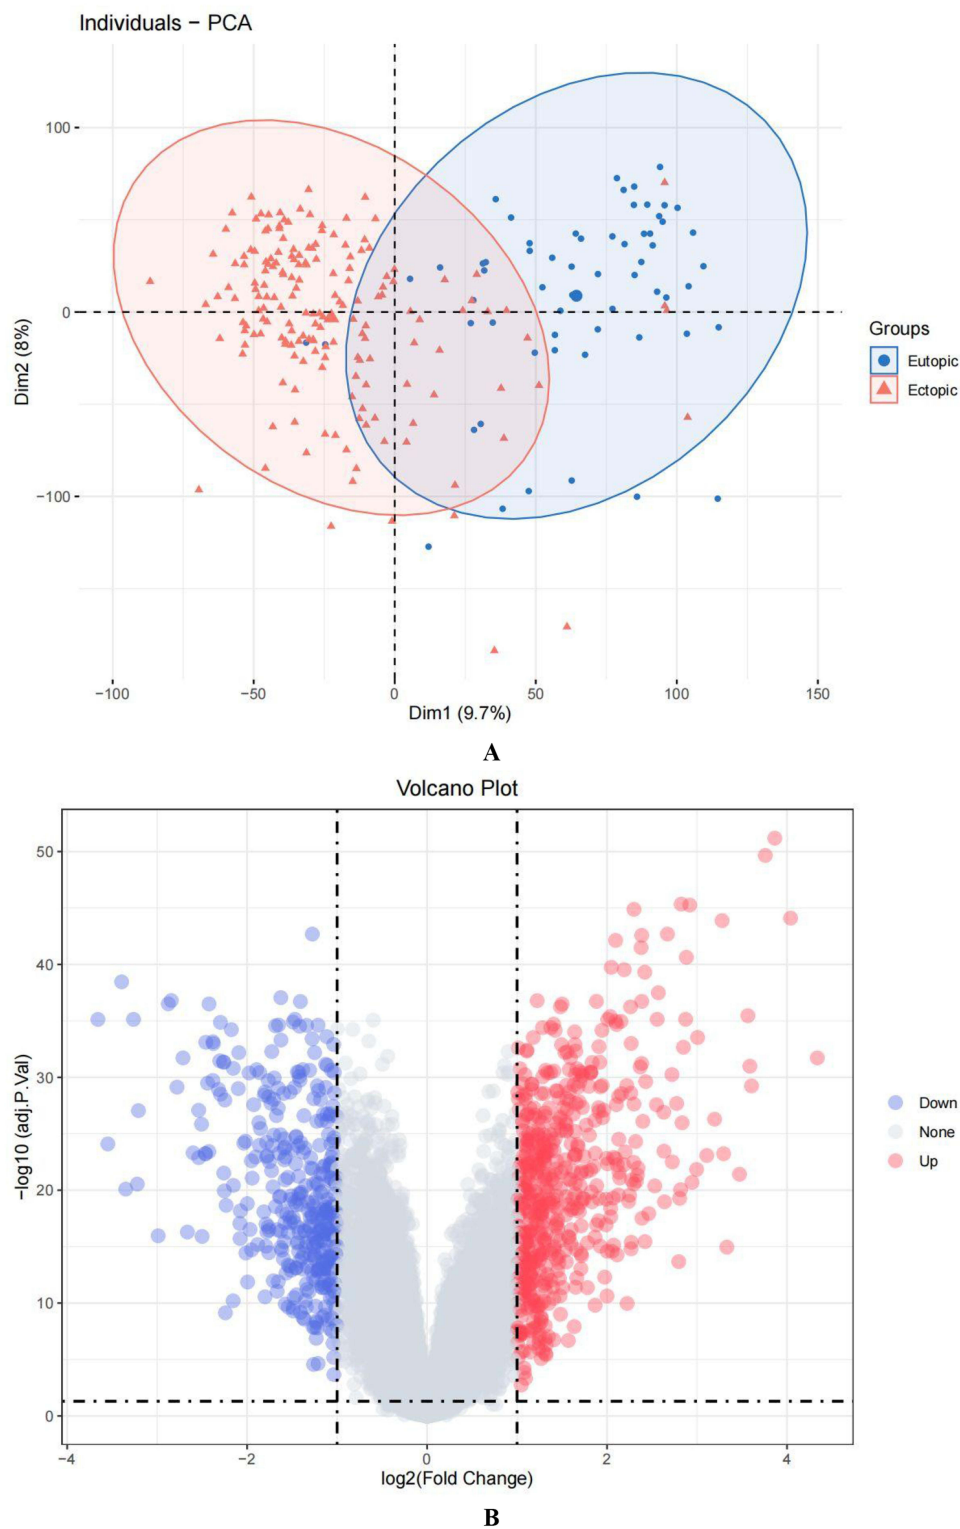 Individuals − PCA
100
0
−100
Dim2 (8%)
−100
−50
0
50
100
150
Dim1 (9.7%)
Groups
Eutopic
Ectopic
A
Volcano Plot
50
40
30
20
10
0
−log10 (adj.P.Val)
−4
−2
0
2
4
log2(Fold Change)
Down
None
Up
B